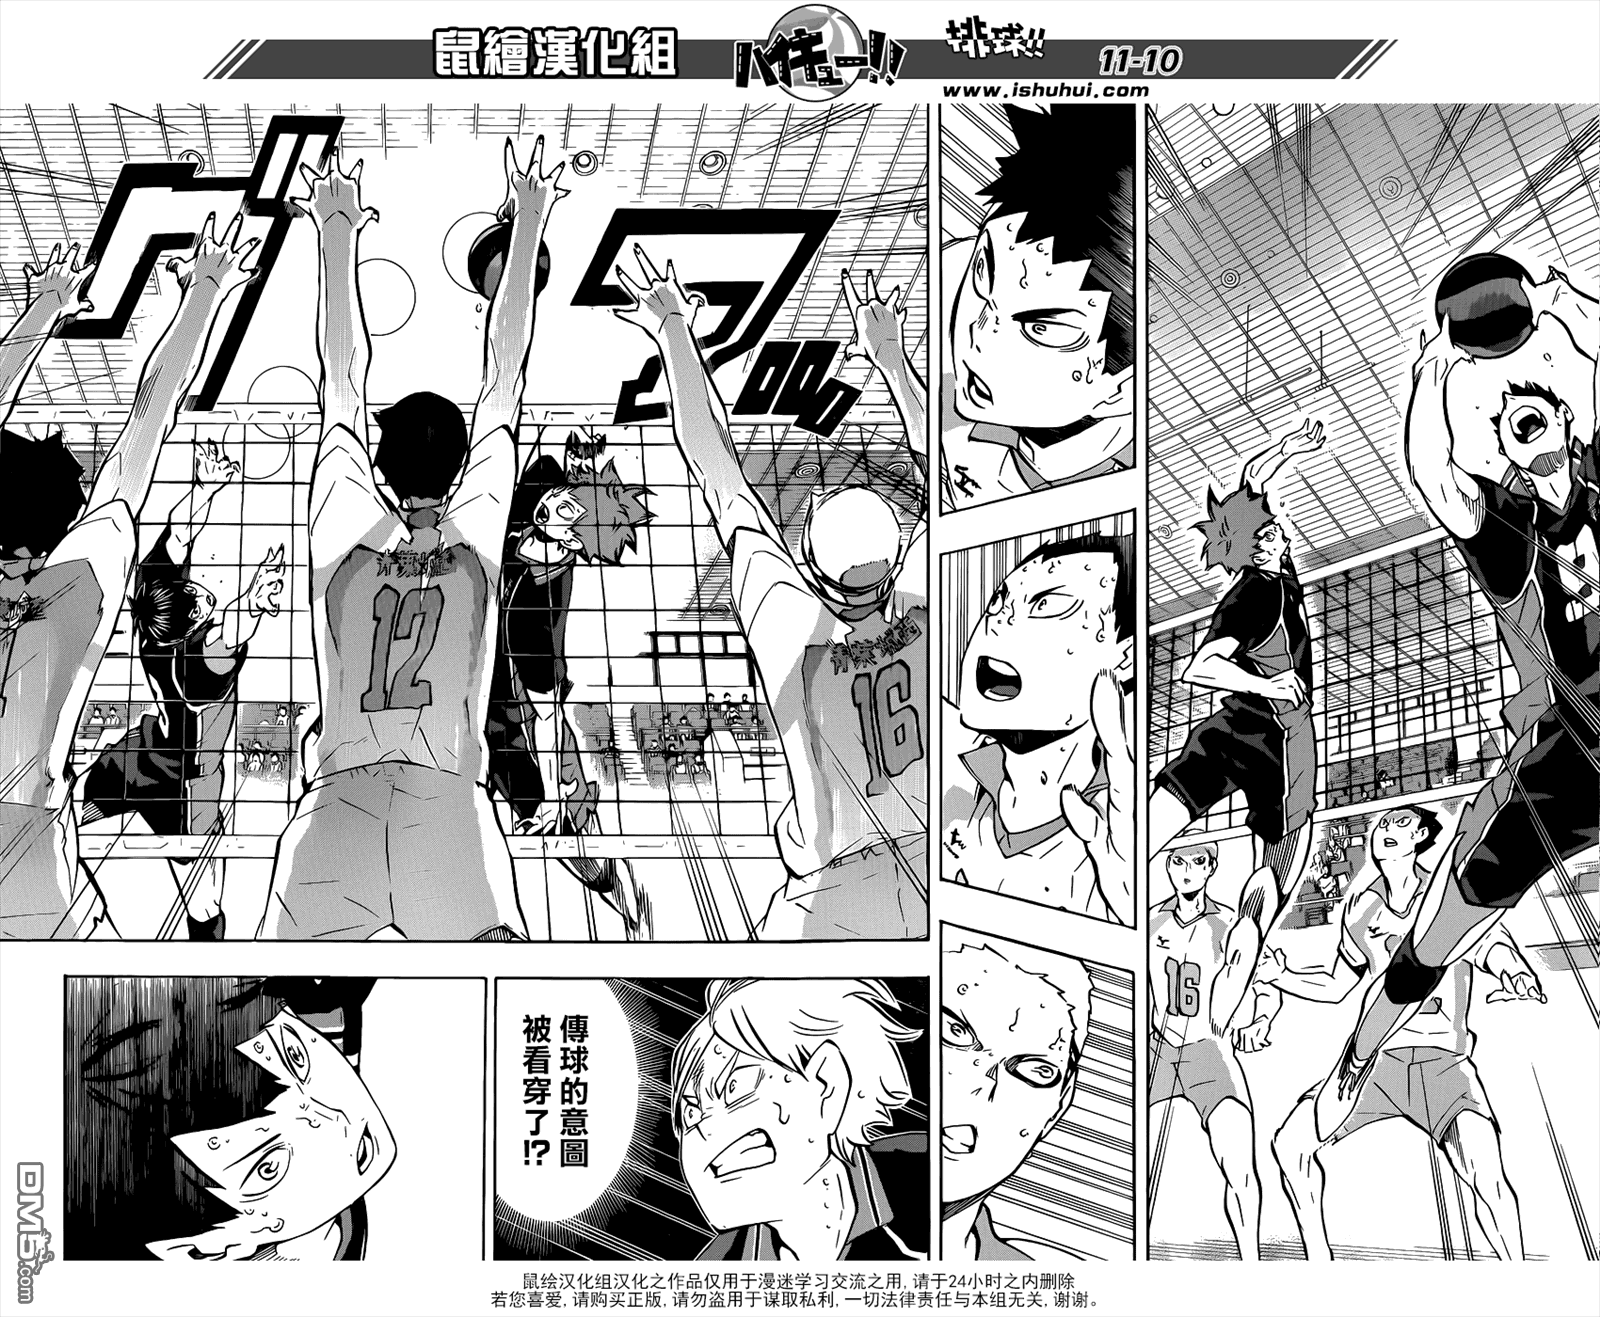 鼠繪漢化組
ハイキュー!!
排球!!
11-10
www.ishuhui.com
グワ
12
16
16
傳球的意圖
被看穿了!?
鼠绘汉化组汉化之作品仅用于漫迷学习交流之用,请于24小时之内删除
若您喜爱,请购买正版,请勿盗用于谋取私利,一切法律责任与本组无关,谢谢。
DM5.com